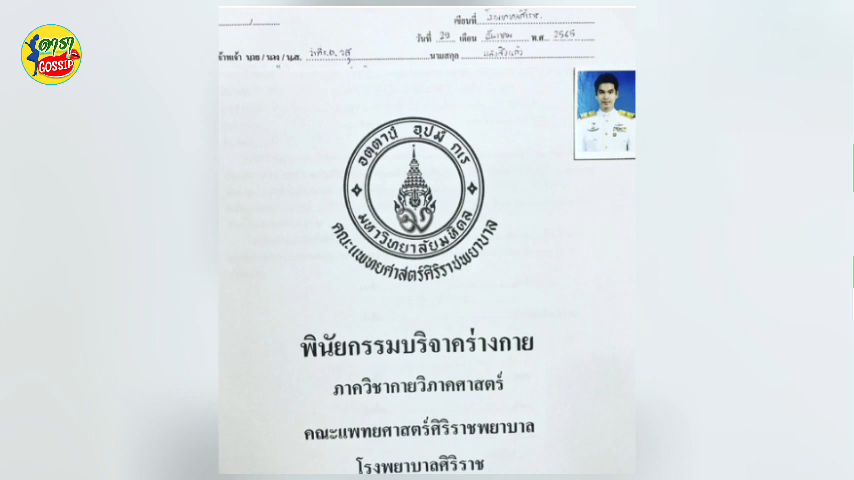 ดารา
GOSSIP
เขียนที่
วันที่ 29 เดือน พ.ศ. 2565
ข้าพเจ้า นาย / นาง / น.ส. นามสกุล
อตฺตานํ อุปมํ กเร
มหาวิทยาลัยมหิดล
คณะแพทยศาสตร์ศิริราชพยาบาล
พินัยกรรมบริจาคร่างกาย
ภาควิชากายวิภาคศาสตร์
คณะแพทยศาสตร์ศิริราชพยาบาล
โรงพยาบาลศิริราช